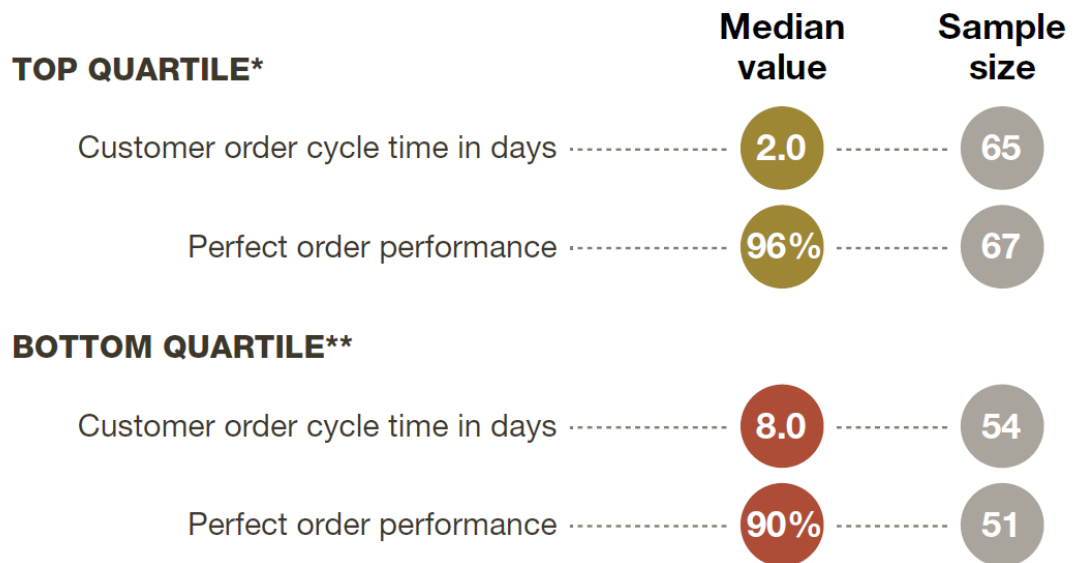 Median value
Sample size
TOP QUARTILE*
Customer order cycle time in days 2.0 65
Perfect order performance 96% 67
BOTTOM QUARTILE**
Customer order cycle time in days 8.0 54
Perfect order performance 90% 51